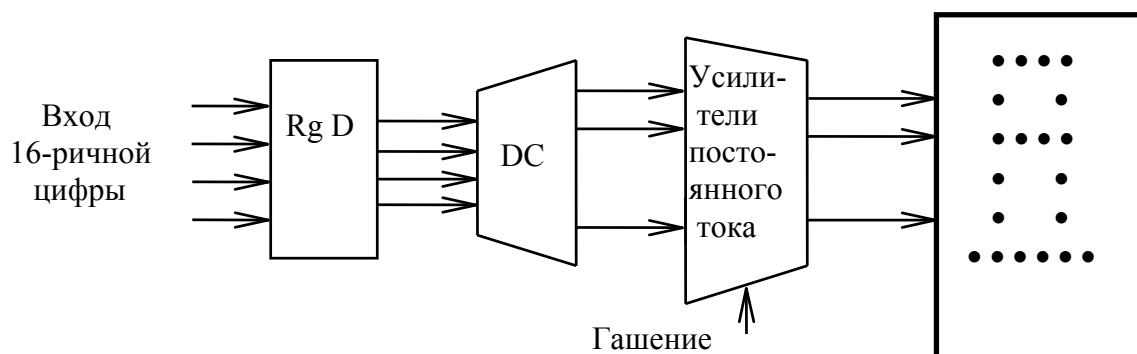 Вход
16-ричной
цифры
Rg D
DC
Усили-
тели
посто-
янного
тока
Гашение